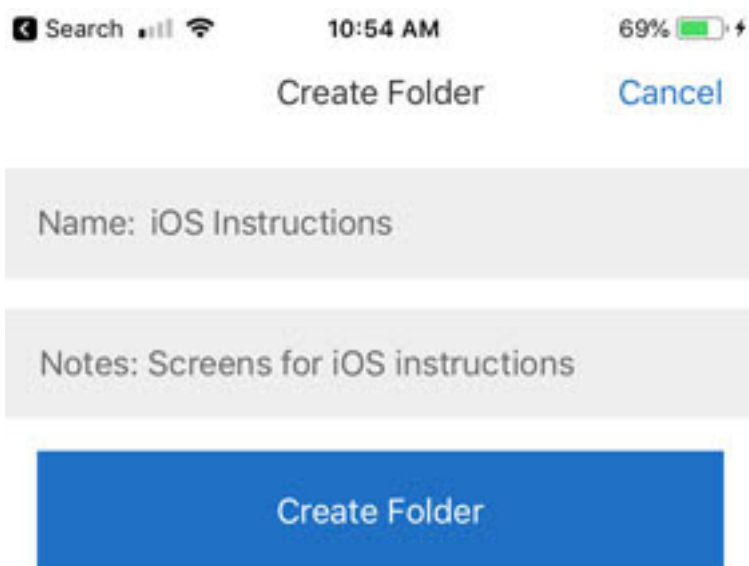 Search 10:54 AM 69%
Create Folder Cancel
Name: iOS Instructions
Notes: Screens for iOS instructions
Create Folder